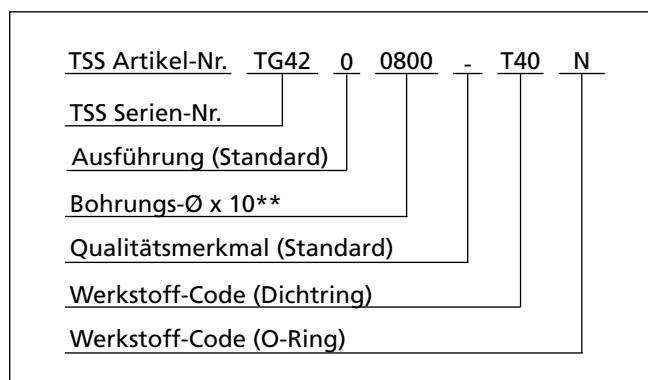 TSS Artikel-Nr. TG42 0 0800 - T40 N
TSS Serien-Nr.
Ausführung (Standard)
Bohrungs-Ø x 10**
Qualitätsmerkmal (Standard)
Werkstoff-Code (Dichtring)
Werkstoff-Code (O-Ring)